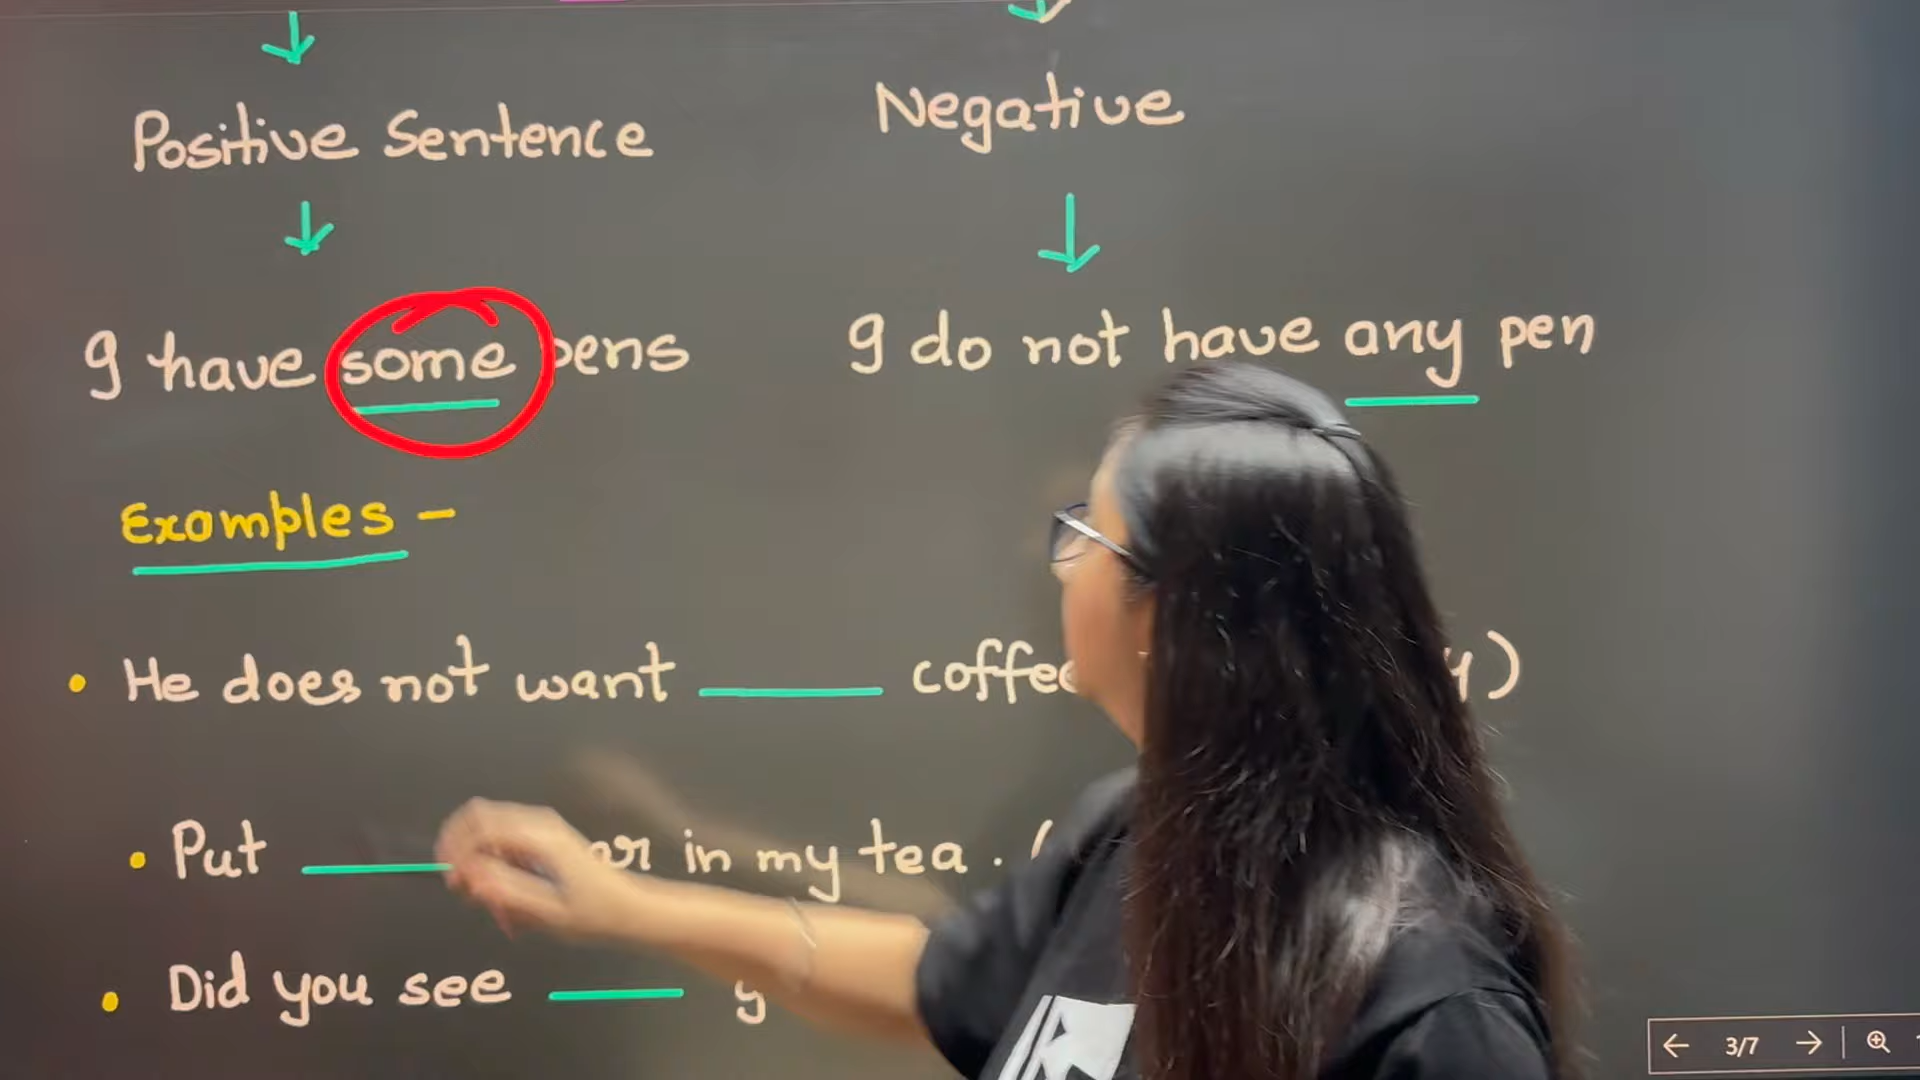 Positive Sentence
Negative
I have some pens
I do not have any pen
Examples -
• He does not want ____ coffee
• Put ____ in my tea. (
• Did you see ____
3/7